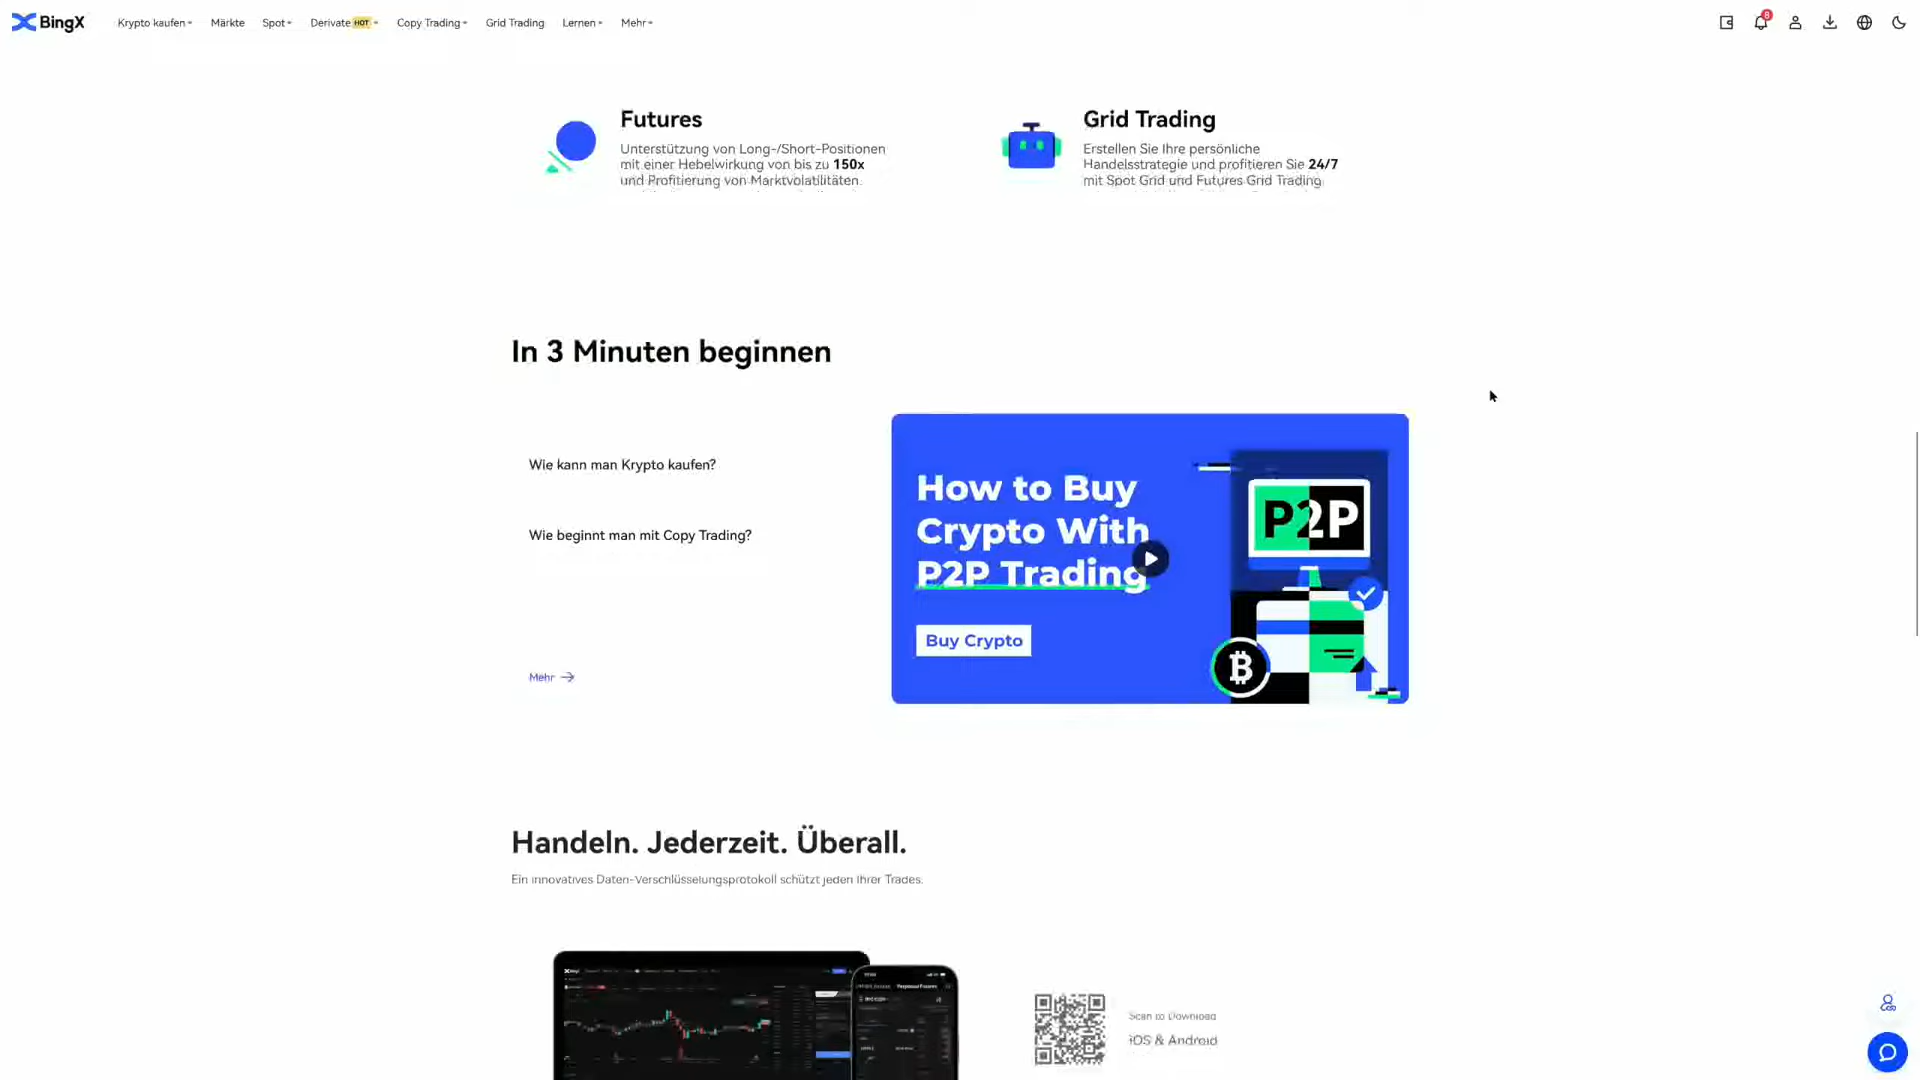 BingX
Krypto kaufen
Märkte
Spot
Derivate HOT
Copy Trading
Grid Trading
Lernen
Mehr
8
Futures
Unterstützung von Long-/Short-Positionen
mit einer Hebelwirkung von bis zu 150x
und Profitierung von Marktvolatilitäten.
Grid Trading
Erstellen Sie Ihre persönliche
Handelsstrategie und profitieren Sie 24/7
mit Spot Grid und Futures Grid Trading
In 3 Minuten beginnen
Wie kann man Krypto kaufen?
Wie beginnt man mit Copy Trading?
Mehr
How to Buy
Crypto With
P2P Trading
Buy Crypto
P2P
Handeln. Jederzeit. Überall.
Ein innovatives Daten-Verschlüsselungsprotokoll schützt jeden Ihrer Trades.
Scan to Download
iOS & Android